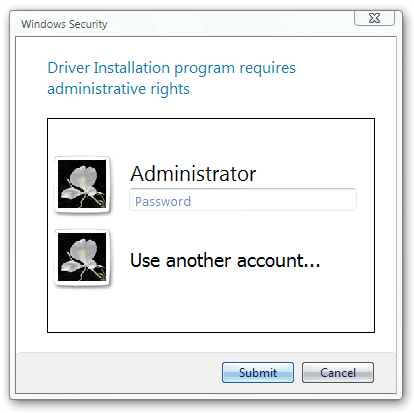 Windows Security
Driver Installation program requires
administrative rights
Administrator
Password
Use another account...
Submit
Cancel